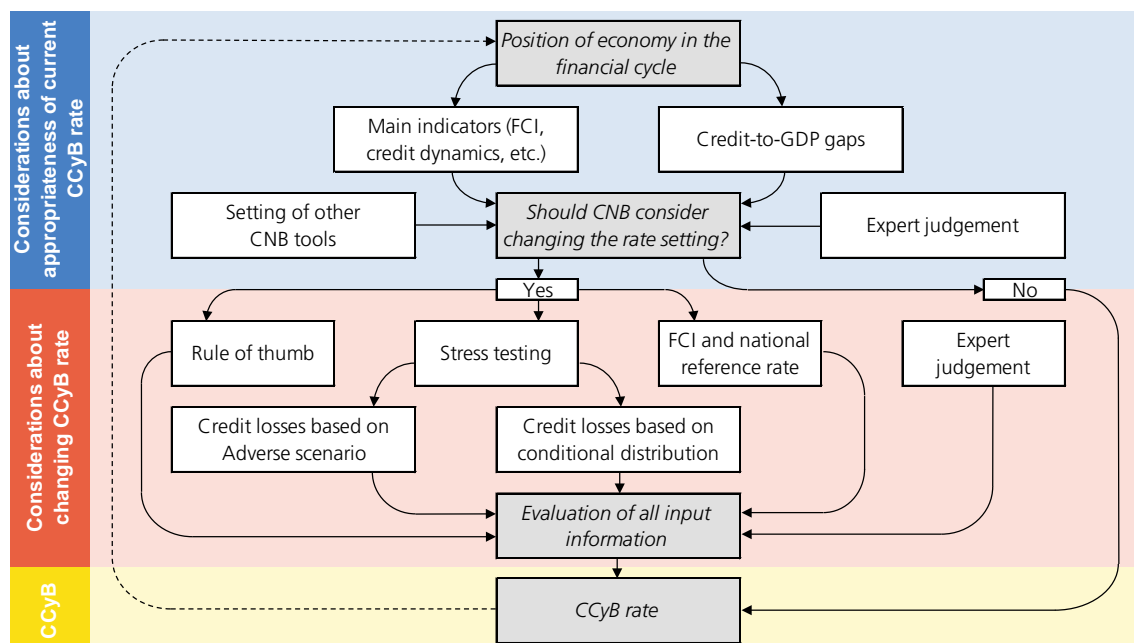 Considerations about
appropriateness of current
CCyB rate
Position of economy in the
financial cycle
Main indicators (FCI,
credit dynamics, etc.)
Credit-to-GDP gaps
Setting of other
CNB tools
Should CNB consider
changing the rate setting?
Expert judgement
Yes
No
Considerations about
changing CCyB rate
Rule of thumb
Stress testing
FCI and national
reference rate
Expert
judgement
Credit losses based on
Adverse scenario
Credit losses based on
conditional distribution
Evaluation of all input
information
CCyB
CCyB rate